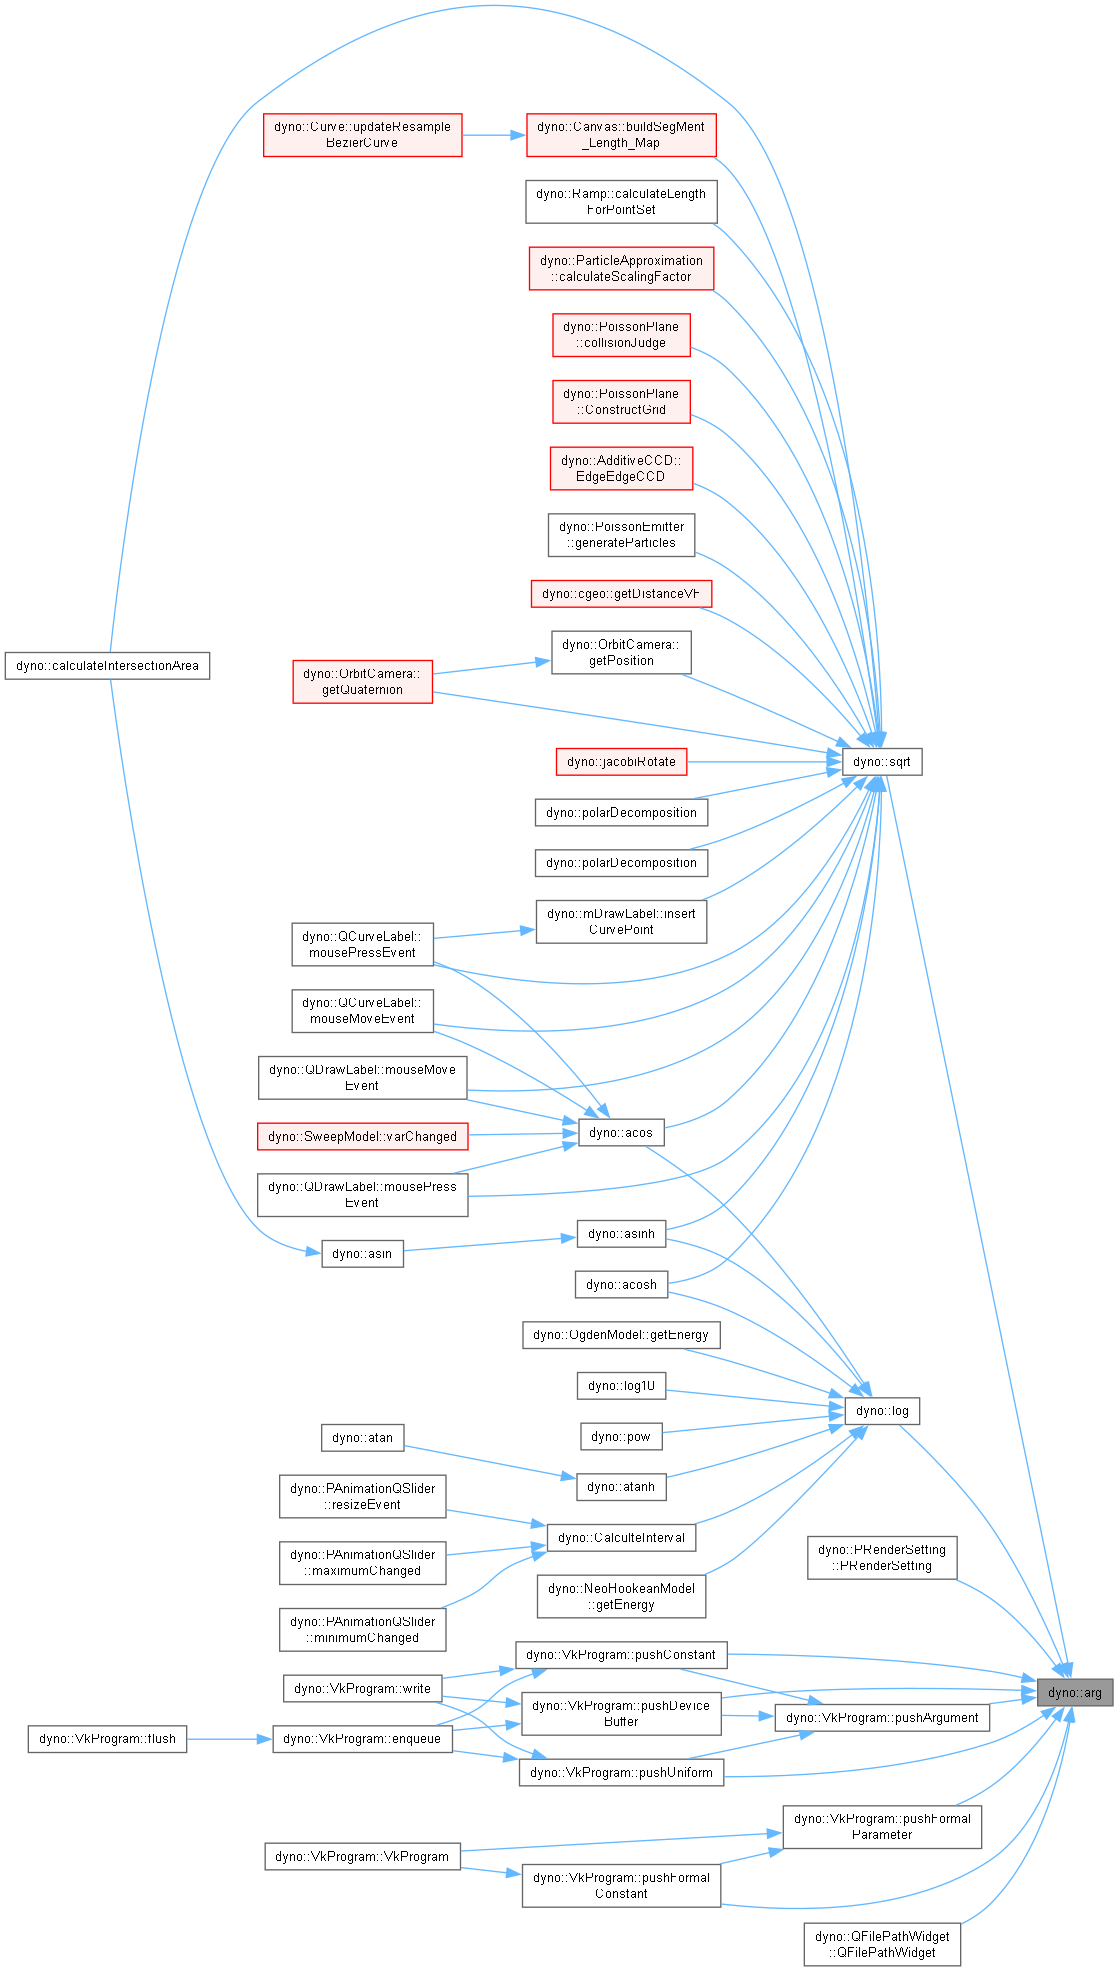 dyno::Curve::updateResample
BezierCurve
dyno::Canvas::buildSegMent
_Length_Map
dyno::Ramp::calculateLength
ForPointSet
dyno::ParticleApproximation
::calculateScalingFactor
dyno::PoissonPlane
::collisionJudge
dyno::PoissonPlane
::ConstructGrid
dyno::AdditiveCCD::
EdgeEdgeCCD
dyno::PoissonEmitter
::generateParticles
dyno::cgeo::getDistanceVF
dyno::OrbitCamera::
getPosition
dyno::calculateIntersectionArea
dyno::OrbitCamera::
getQuaternion
dyno::jacobiRotate
dyno::sqrt
dyno::polarDecomposition
dyno::polarDecomposition
dyno::mDrawLabel::insert
CurvePoint
dyno::QCurveLabel::
mousePressEvent
dyno::QCurveLabel::
mouseMoveEvent
dyno::QDrawLabel::mouseMove
Event
dyno::acos
dyno::SweepModel::varChanged
dyno::QDrawLabel::mousePress
Event
dyno::asinh
dyno::asin
dyno::acosh
dyno::OgdenModel::getEnergy
dyno::log10
dyno::log
dyno::pow
dyno::atan
dyno::atanh
dyno::PAnimationQSlider
::resizeEvent
dyno::CalculteInterval
dyno::PAnimationQSlider
::maximumChanged
dyno::PRenderSetting
::PRenderSetting
dyno::NeoHookeanModel
::getEnergy
dyno::PAnimationQSlider
::minimumChanged
dyno::VkProgram::pushConstant
dyno::VkProgram::write
dyno::arg
dyno::VkProgram::pushDevice
Buffer
dyno::VkProgram::pushArgument
dyno::VkProgram::flush
dyno::VkProgram::enqueue
dyno::VkProgram::pushUniform
dyno::VkProgram::pushFormal
Parameter
dyno::VkProgram::VkProgram
dyno::VkProgram::pushFormal
Constant
dyno::QFilePathWidget
::QFilePathWidget